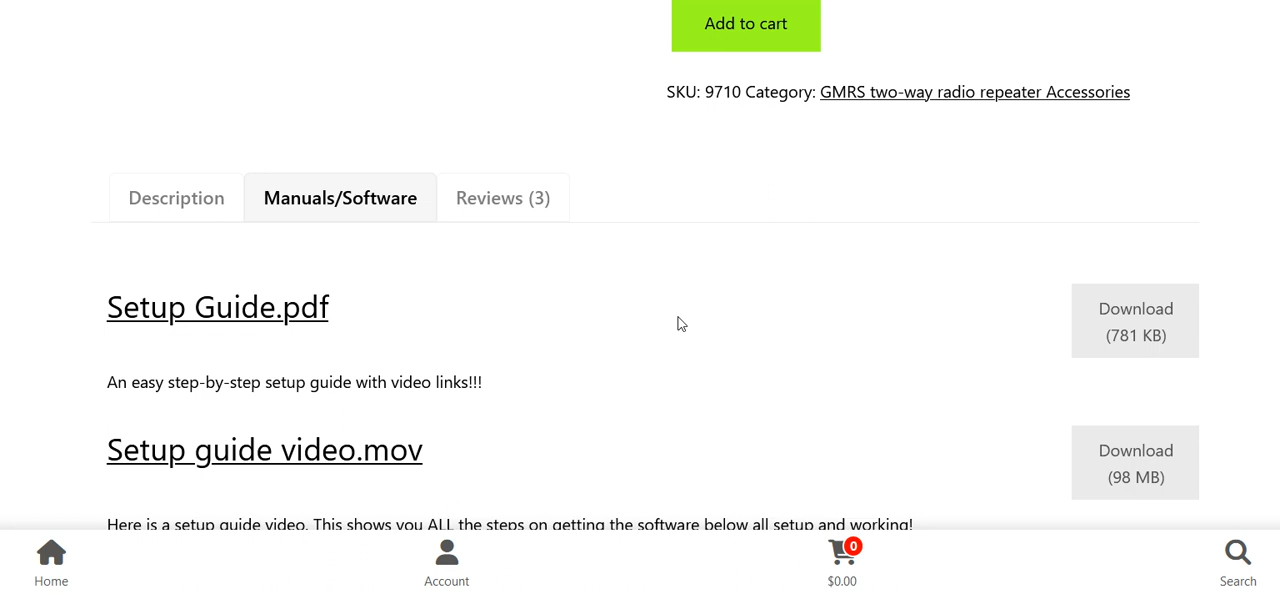 Add to cart
SKU: 9710 Category: GMRS two-way radio repeater Accessories
Description
Manuals/Software
Reviews (3)
Setup Guide.pdf
Download
(781 KB)
An easy step-by-step setup guide with video links!!!
Setup guide video.mov
Download
(98 MB)
Here is a setup guide video. This shows you ALL the steps on getting the software below all setup and working!
0
Home
Account
$0.00
Search